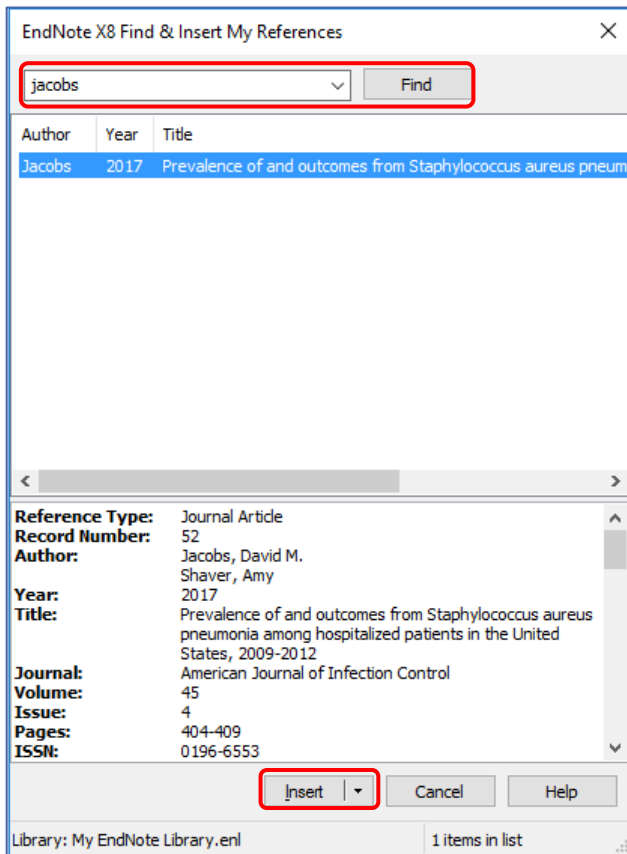 EndNote X8 Find & Insert My References
jacobs
Find
Author Year Title
Jacobs 2017 Prevalence of and outcomes from Staphylococcus aureus pneum
Reference Type: Journal Article
Record Number: 52
Author: Jacobs, David M.
Shaver, Amy
Year: 2017
Title: Prevalence of and outcomes from Staphylococcus aureus
pneumonia among hospitalized patients in the United
States, 2009-2012
Journal: American Journal of Infection Control
Volume: 45
Issue: 4
Pages: 404-409
ISSN: 0196-6553
Insert Cancel Help
Library: My EndNote Library.enl 1 items in list